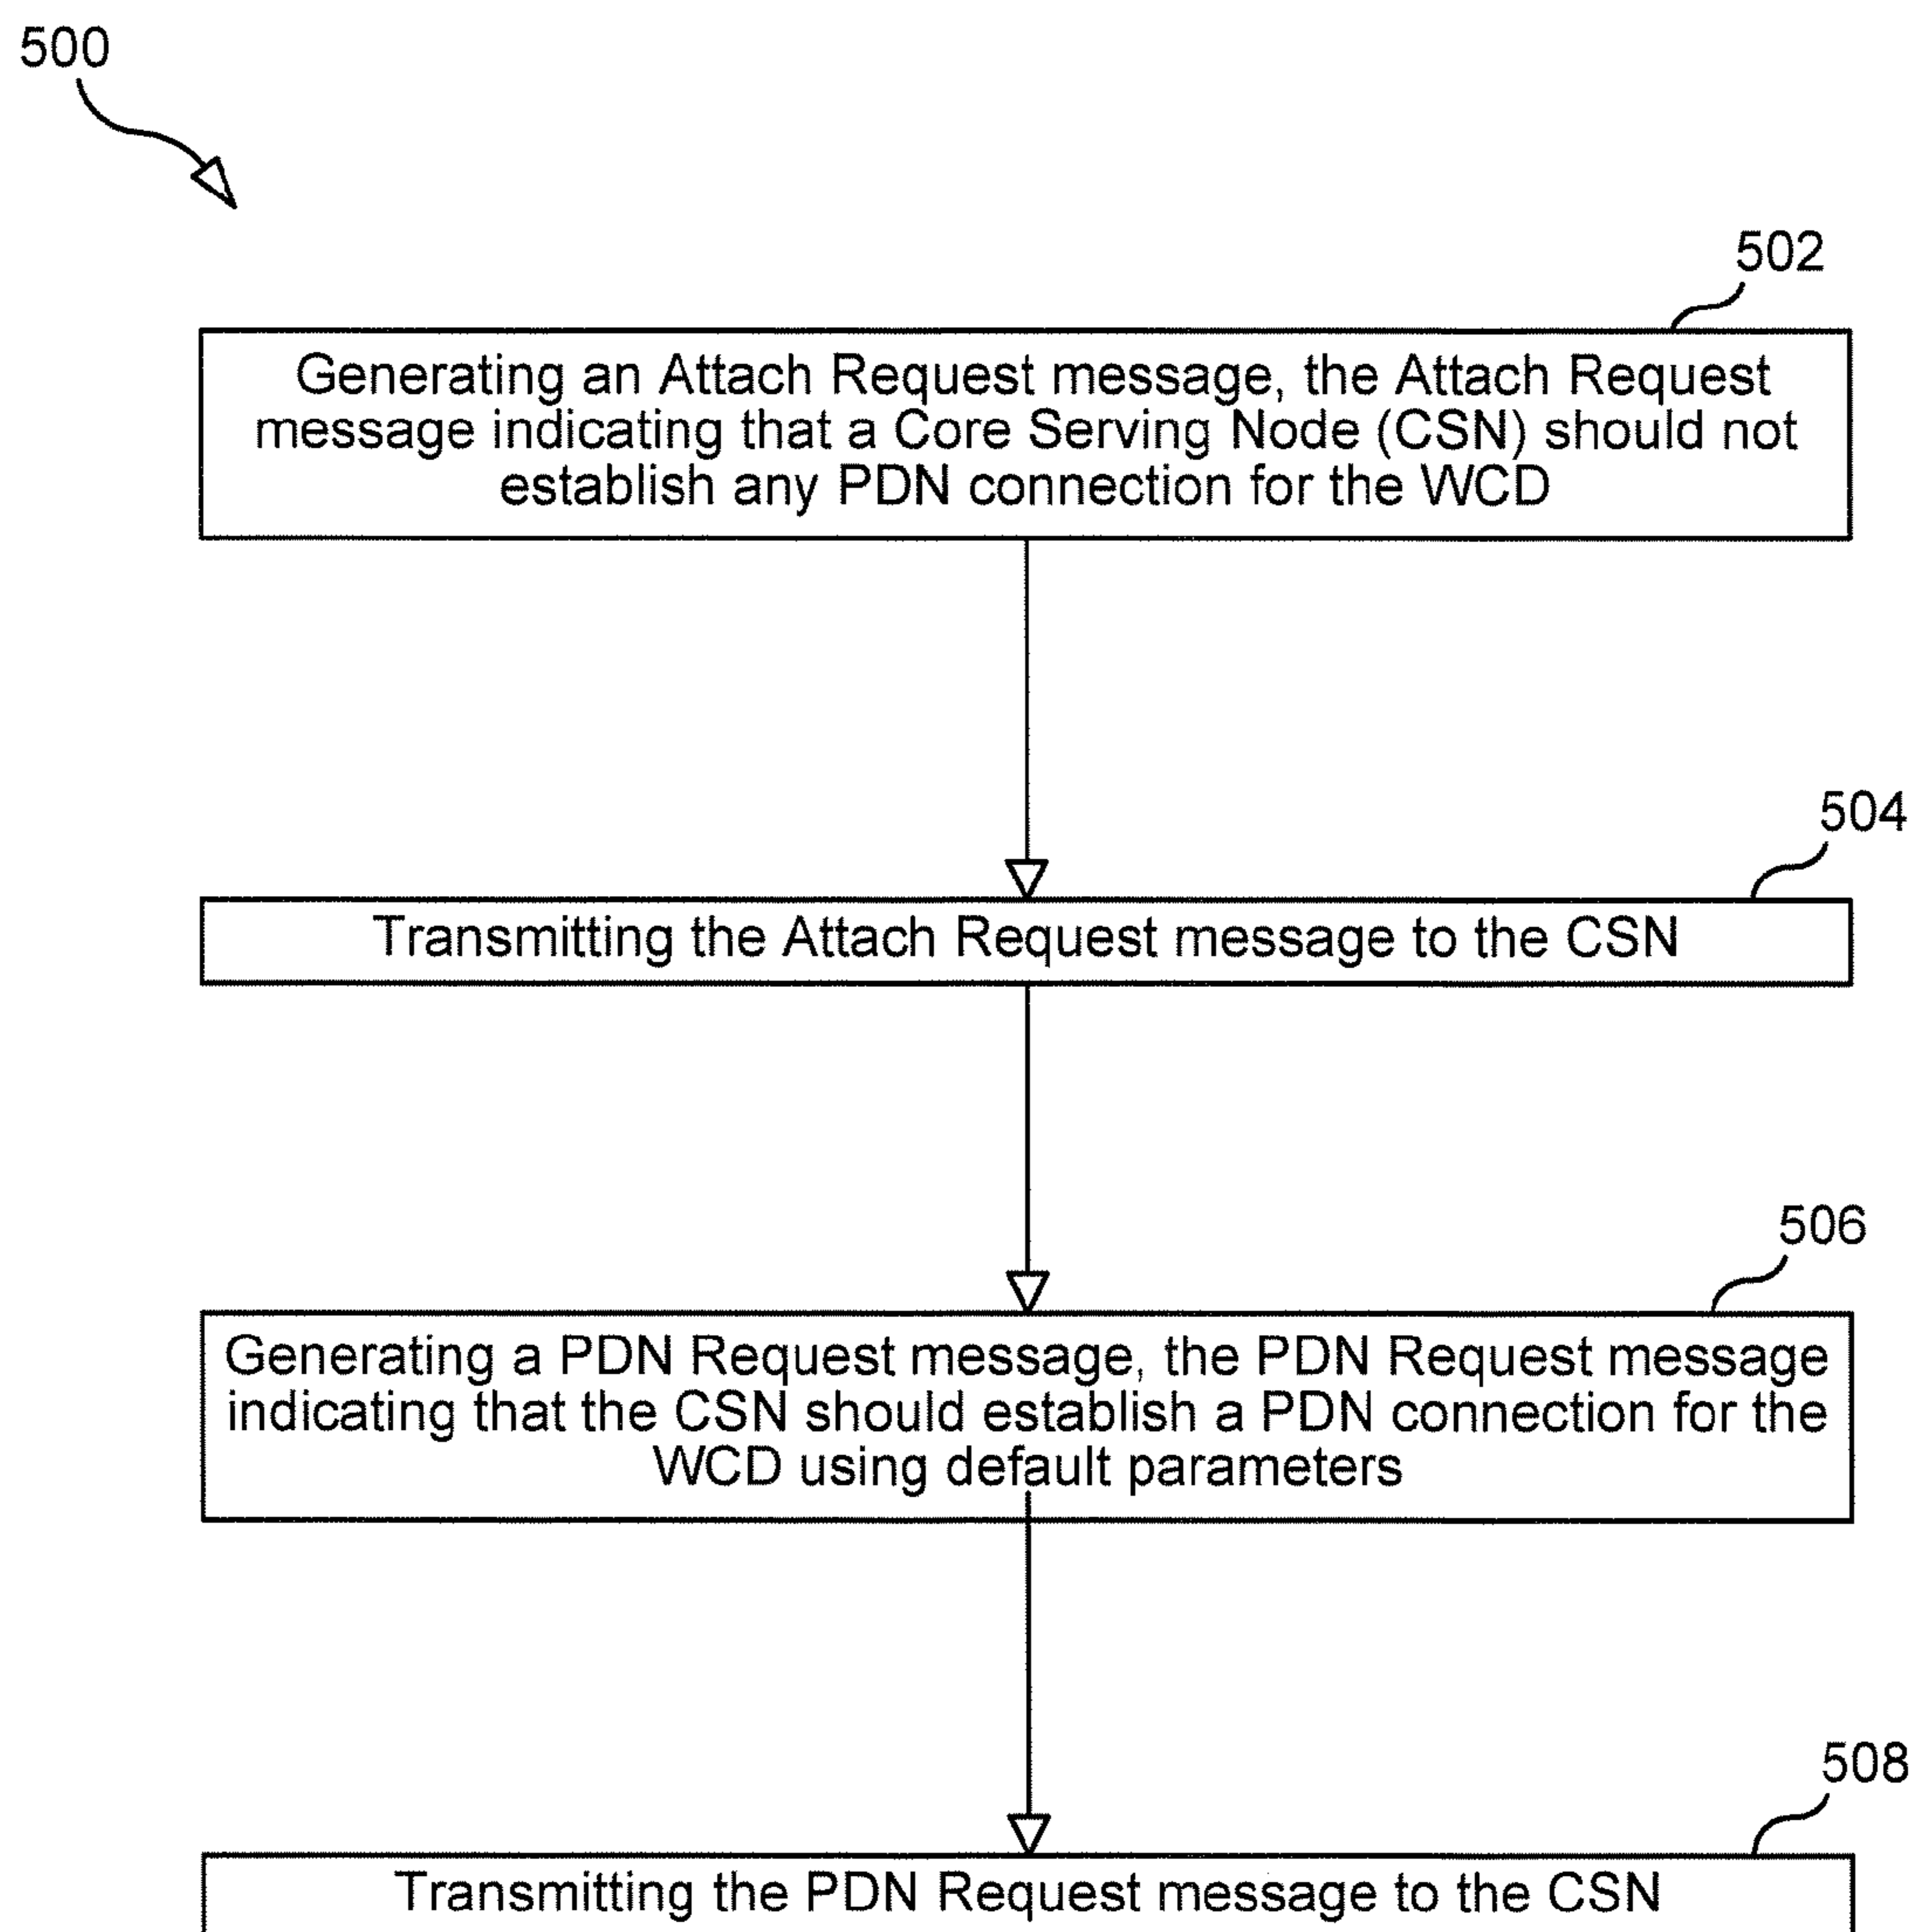 500
502
Generating an Attach Request message, the Attach Request
message indicating that a Core Serving Node (CSN) should not
establish any PDN connection for the WCD
504
Transmitting the Attach Request message to the CSN
506
Generating a PDN Request message, the PDN Request message
indicating that the CSN should establish a PDN connection for the
WCD using default parameters
508
Transmitting the PDN Request message to the CSN